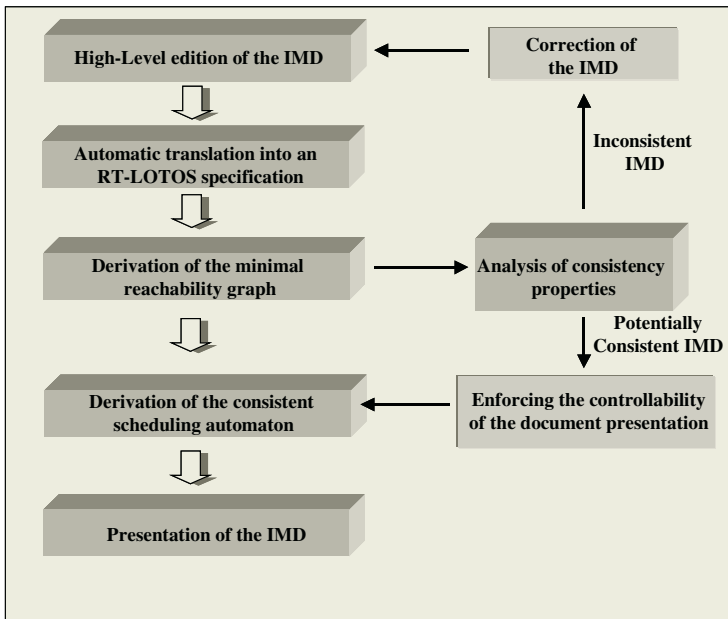 High-Level edition of the IMD
Correction of
the IMD
Automatic translation into an
RT-LOTOS specification
Inconsistent
IMD
Derivation of the minimal
reachability graph
Analysis of consistency
properties
Potentially
Consistent IMD
Derivation of the consistent
scheduling automaton
Enforcing the controllability
of the document presentation
Presentation of the IMD